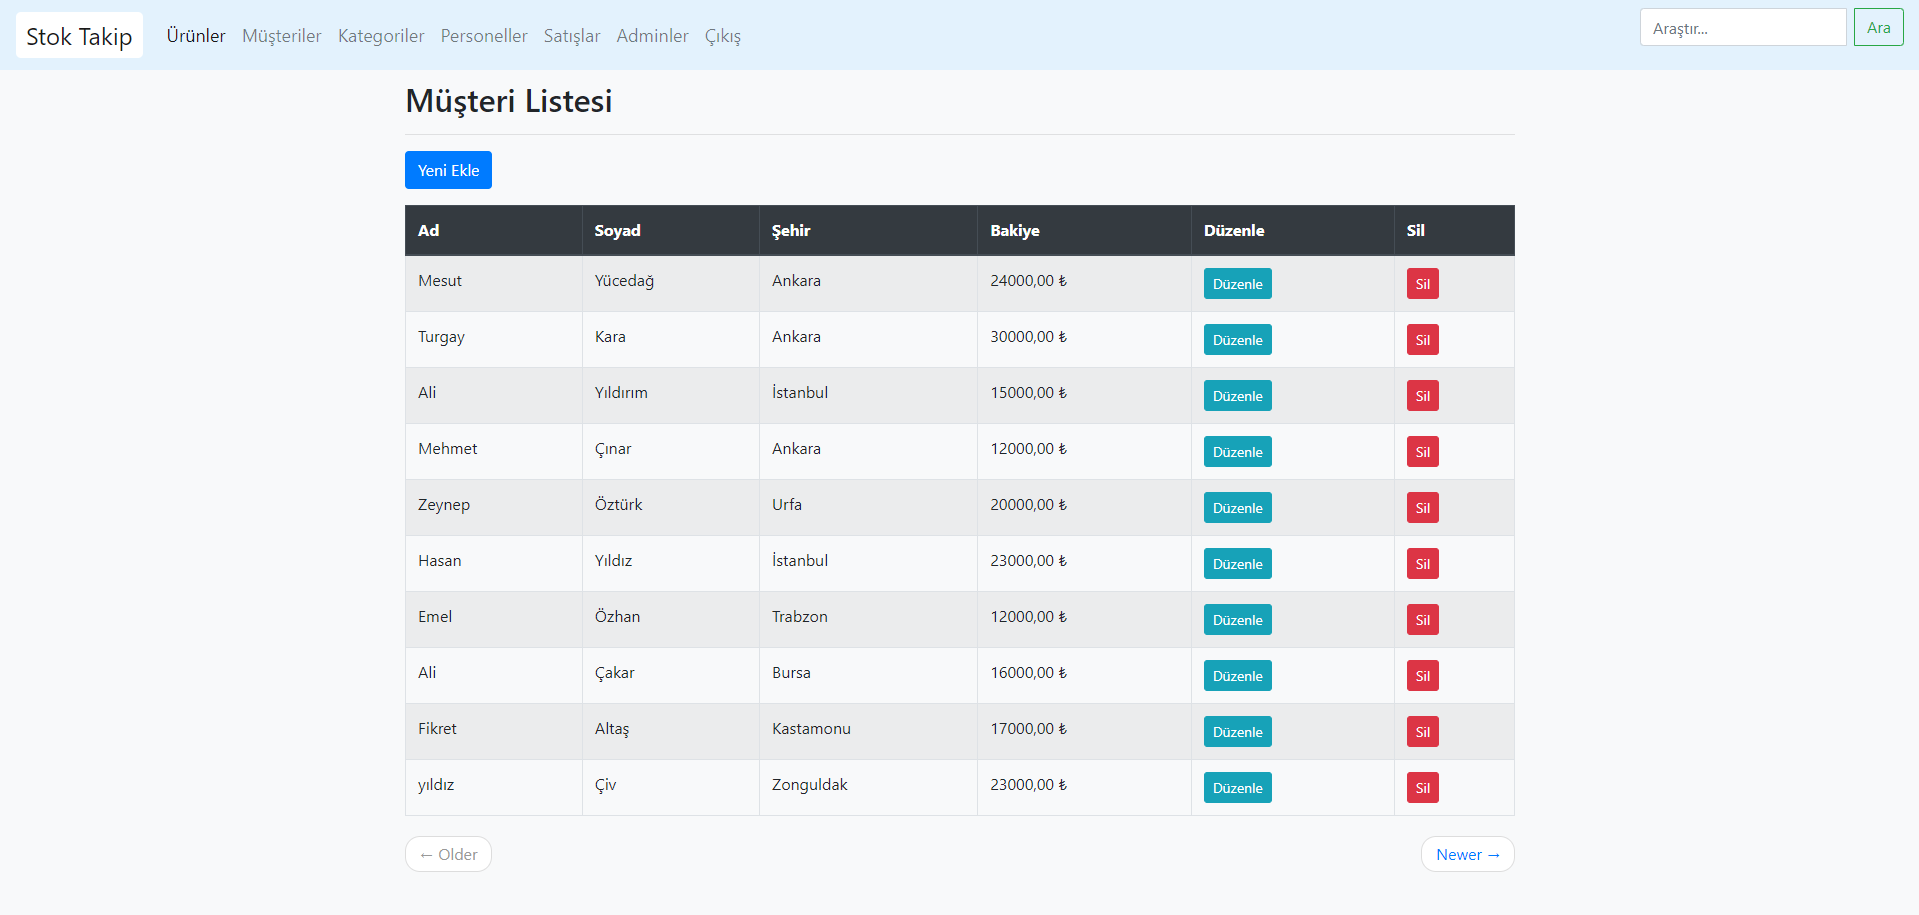 Stok Takip Ürünler Müşteriler Kategoriler Personeller Satışlar Adminler Çıkış Araştır... Ara
Müşteri Listesi
Yeni Ekle
Ad Soyad Şehir Bakiye Düzenle Sil
Mesut Yücedağ Ankara 24000,00 ₺ Düzenle Sil
Turgay Kara Ankara 30000,00 ₺ Düzenle Sil
Ali Yıldırım İstanbul 15000,00 ₺ Düzenle Sil
Mehmet Çınar Ankara 12000,00 ₺ Düzenle Sil
Zeynep Öztürk Urfa 20000,00 ₺ Düzenle Sil
Hasan Yıldız İstanbul 23000,00 ₺ Düzenle Sil
Emel Özhan Trabzon 12000,00 ₺ Düzenle Sil
Ali Çakar Bursa 16000,00 ₺ Düzenle Sil
Fikret Altaş Kastamonu 17000,00 ₺ Düzenle Sil
yıldız Çiv Zonguldak 23000,00 ₺ Düzenle Sil
← Older Newer →